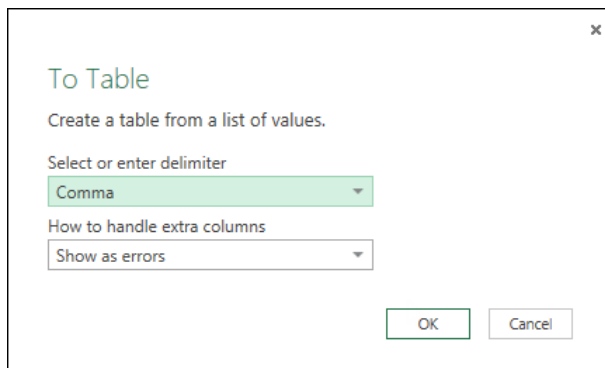 To Table
Create a table from a list of values.
Select or enter delimiter
Comma
How to handle extra columns
Show as errors
OK Cancel